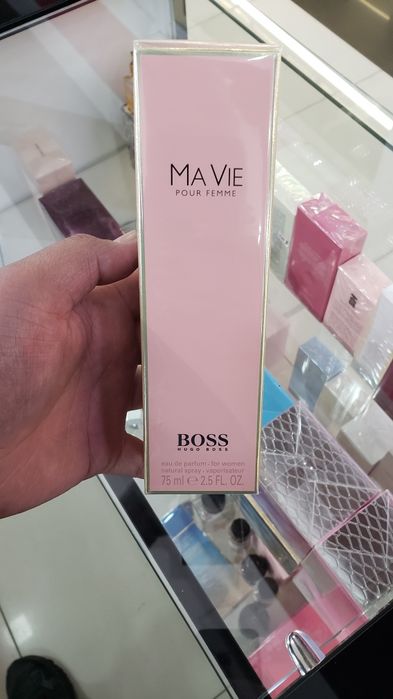 MA VIE
POUR FEMME
BOSS
HUGO BOSS
eau de parfum • for women
natural spray • vaporisateur
75 ml ℮ 2.5 FL. OZ.